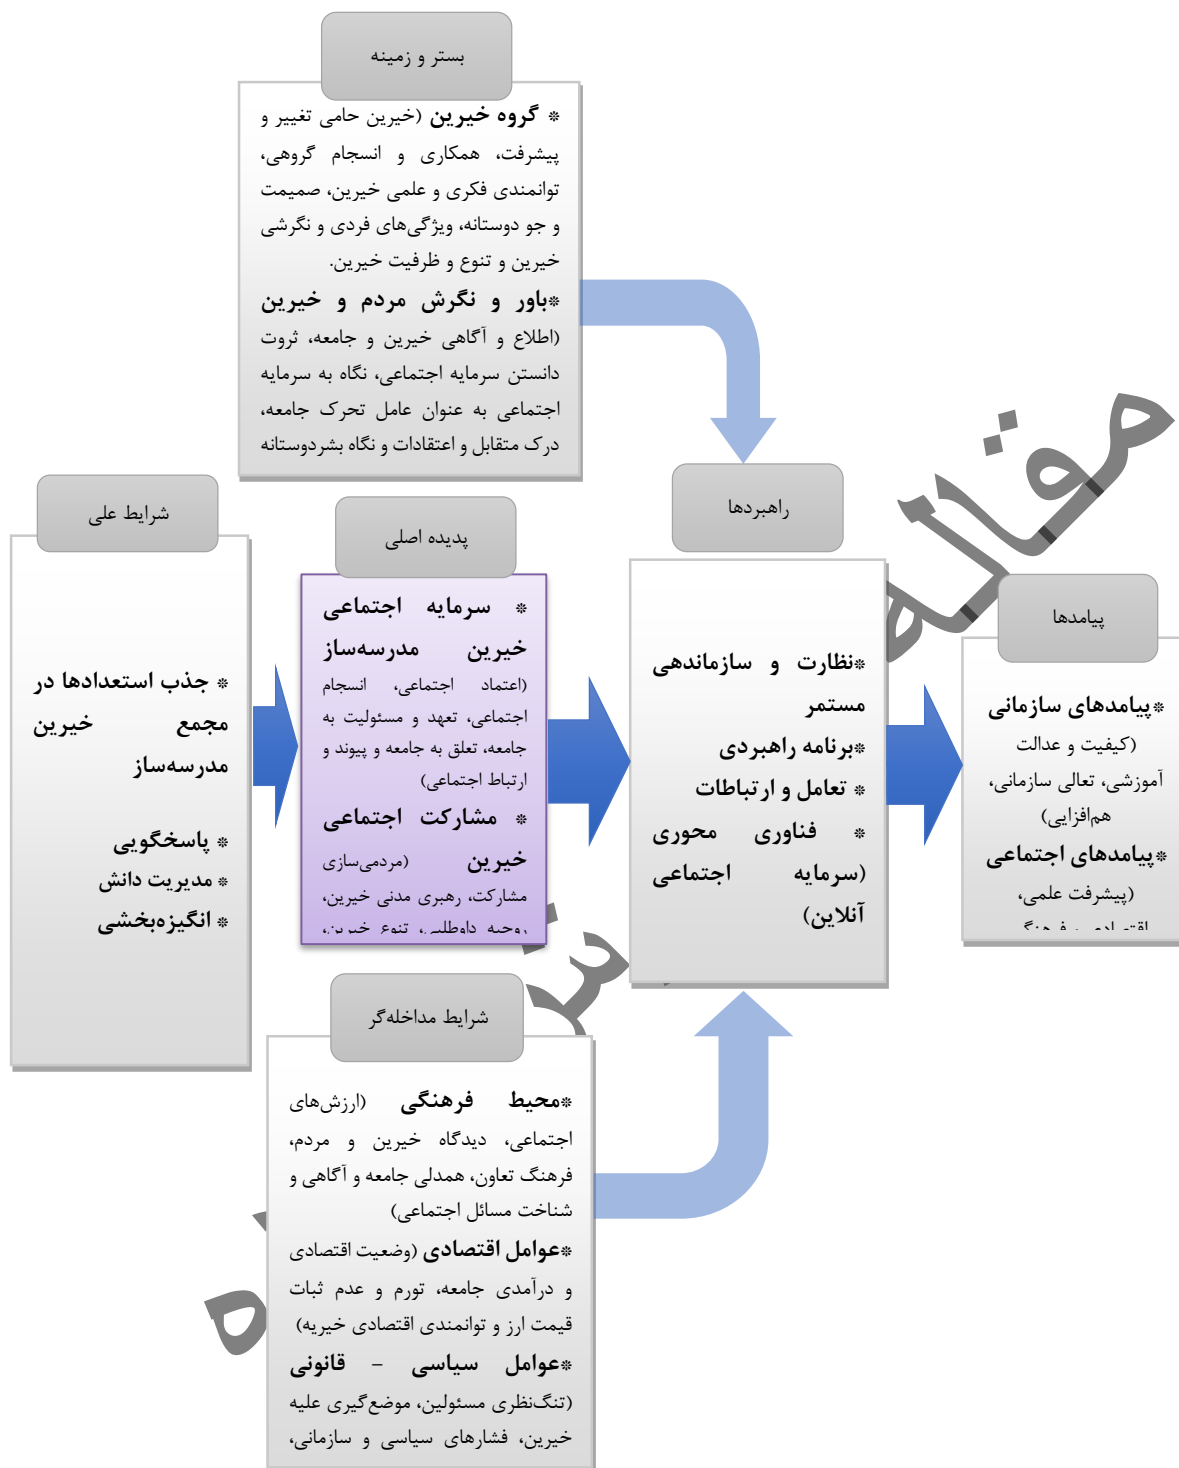 بستر و زمینه
* گروه خیرین (خیرین حامی تغییر و
پیشرفت، همکاری و انسجام گروهی،
توانمندی فکری و علمی خیرین، صمیمت
و جو دوستانه، ویژگی‌های فردی و نگرشی
خیرین و تنوع و ظرفیت خیرین.
*باور و نگرش مردم و خیرین
(اطلاع و آگاهی خیرین و جامعه، ثروت
دانستن سرمایه اجتماعی، نگاه به سرمایه
اجتماعی به عنوان عامل تحرک جامعه،
درک متقابل و اعتقادات و نگاه بشردوستانه
شرایط علی
* جذب استعدادها در
مجمع خیرین
مدرسه‌ساز
* پاسخگویی
* مدیریت دانش
* انگیزه‌بخشی
پدیده اصلی
* سرمایه اجتماعی
خیرین مدرسه‌ساز
(اعتماد اجتماعی، انسجام
اجتماعی، تعهد و مسئولیت به
جامعه، تعلق به جامعه و پیوند و
ارتباط اجتماعی)
* مشارکت اجتماعی
خیرین (مردمی‌سازی
مشارکت، رهبری مدنی خیرین،
روحیه داوطلبی، تنوع خیرین،
راهبردها
*نظارت و سازماندهی
مستمر
*برنامه راهبردی
* تعامل و ارتباطات
* فناوری محوری
(سرمایه اجتماعی
آنلاین)
پیامدها
*پیامدهای سازمانی
(کیفیت و عدالت
آموزشی، تعالی سازمانی،
هم‌افزایی)
*پیامدهای اجتماعی
(پیشرفت علمی،
اقتصادی و فرهنگی
شرایط مداخله‌گر
*محیط فرهنگی (ارزش‌های
اجتماعی، دیدگاه خیرین و مردم،
فرهنگ تعاون، همدلی جامعه و آگاهی و
شناخت مسائل اجتماعی)
*عوامل اقتصادی (وضعیت اقتصادی
و درآمدی جامعه، تورم و عدم ثبات
قیمت ارز و توانمندی اقتصادی خیریه)
*عوامل سیاسی – قانونی
(تنگ‌نظری مسئولین، موضع‌گیری علیه
خیرین، فشارهای سیاسی و سازمانی،
مقاله